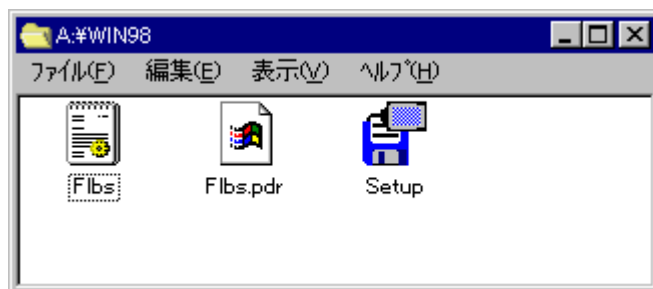 A:¥WIN98
ﾌｧｲﾙ(F) 編集(E) 表示(V) ﾍﾙﾌﾟ(H)
Flbs Flbs.pdr Setup